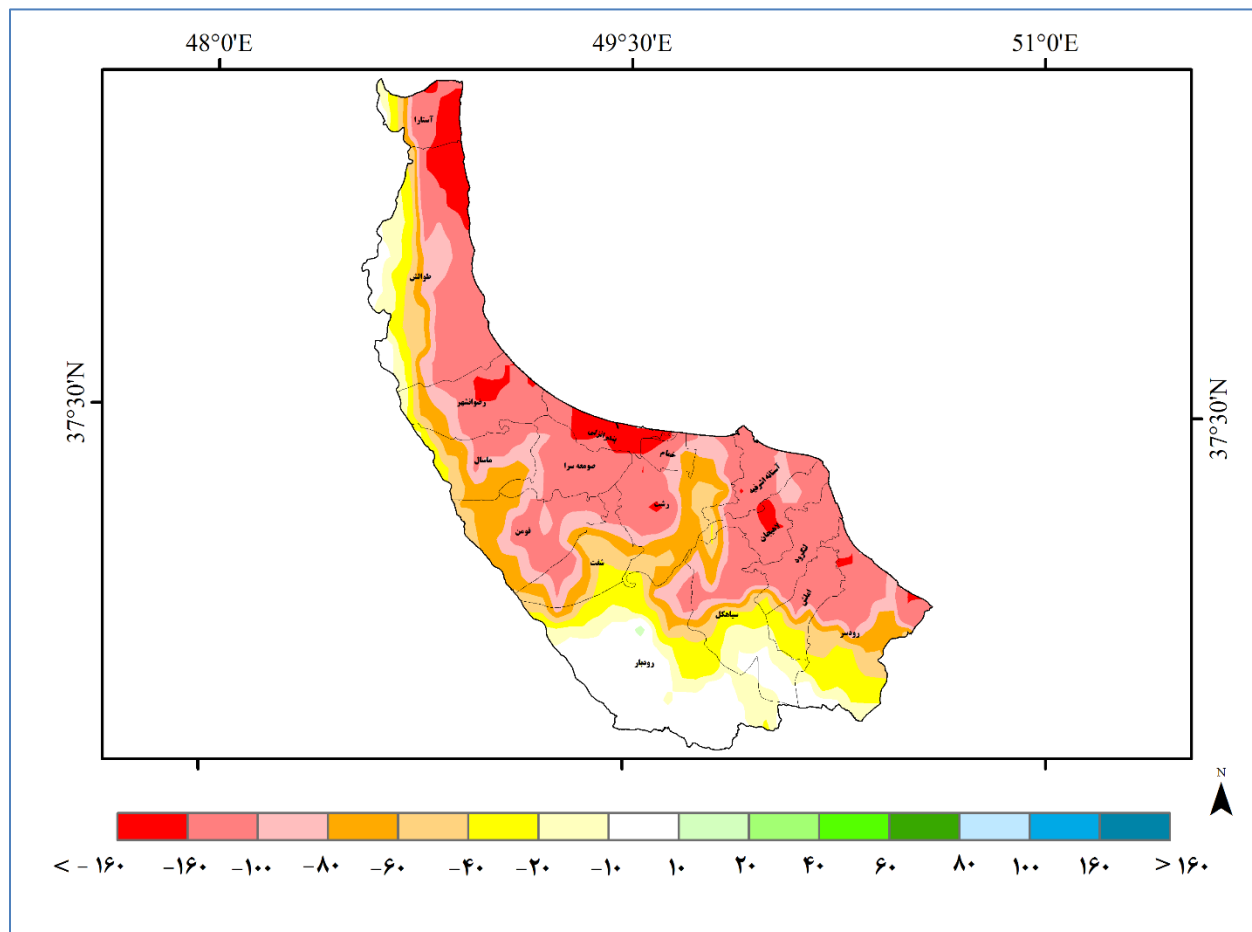 48°0'E 49°30'E 51°0'E
آستارا
طوالش
37°30'N 37°30'N
رضوانشهر
بندرانزلی
خمام
ماسال
صومعه سرا
آستانه اشرفیه
رشت
فومن
لاهیجان
لنگرود
شفت
املش
سیاهکل
رودسر
رودبار
N
< -۱۶۰ -۱۶۰ -۱۰۰ -۸۰ -۶۰ -۴۰ -۲۰ -۱۰ ۱۰ ۲۰ ۴۰ ۶۰ ۸۰ ۱۰۰ ۱۶۰ > ۱۶۰